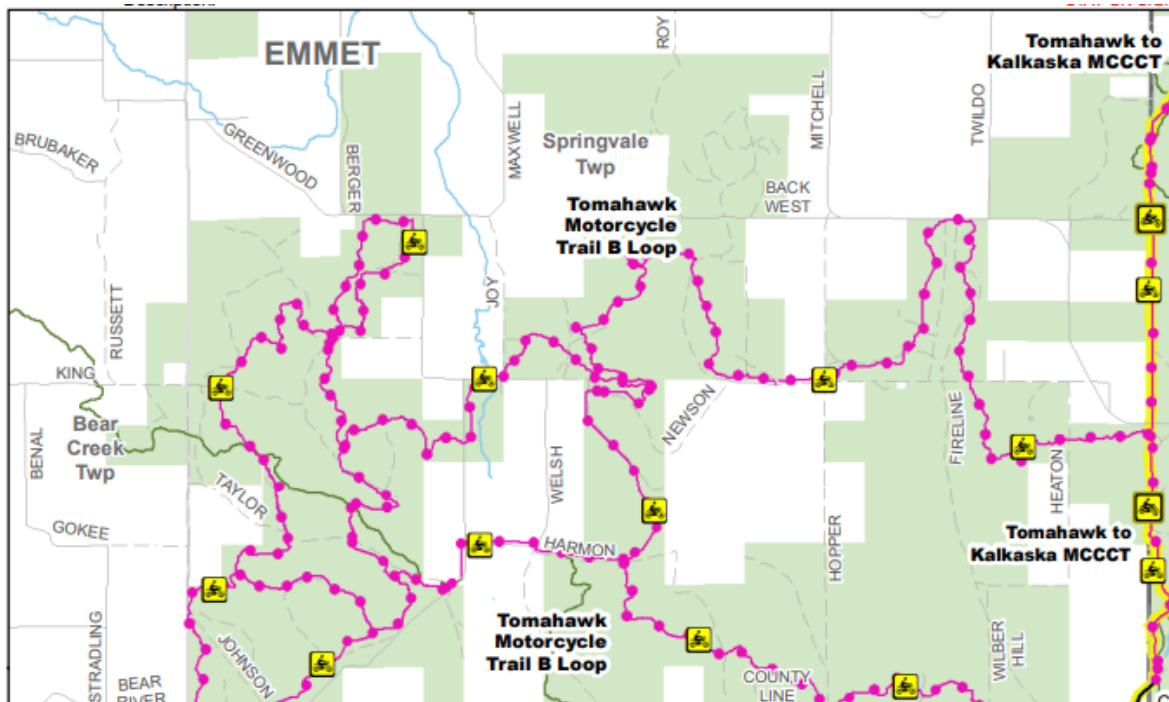 EMMET
ROY
Tomahawk to
Kalkaska MCCCT
BRUBAKER
GREENWOOD
BERGER
MAXWELL
Springvale
Twp
MITCHELL
TWILDO
BACK
WEST
Tomahawk
Motorcycle
Trail B Loop
RUSSETT
JOY
KING
Bear
Creek
Twp
BENAL
NEWSON
FIRELINE
TAYLOR
WELSH
HEATON
GOKEE
HARMON
HOPPER
Tomahawk to
Kalkaska MCCCT
STRADLING
JOHNSON
Tomahawk
Motorcycle
Trail B Loop
WILBER
HILL
BEAR
RIVER
COUNTY
LINE